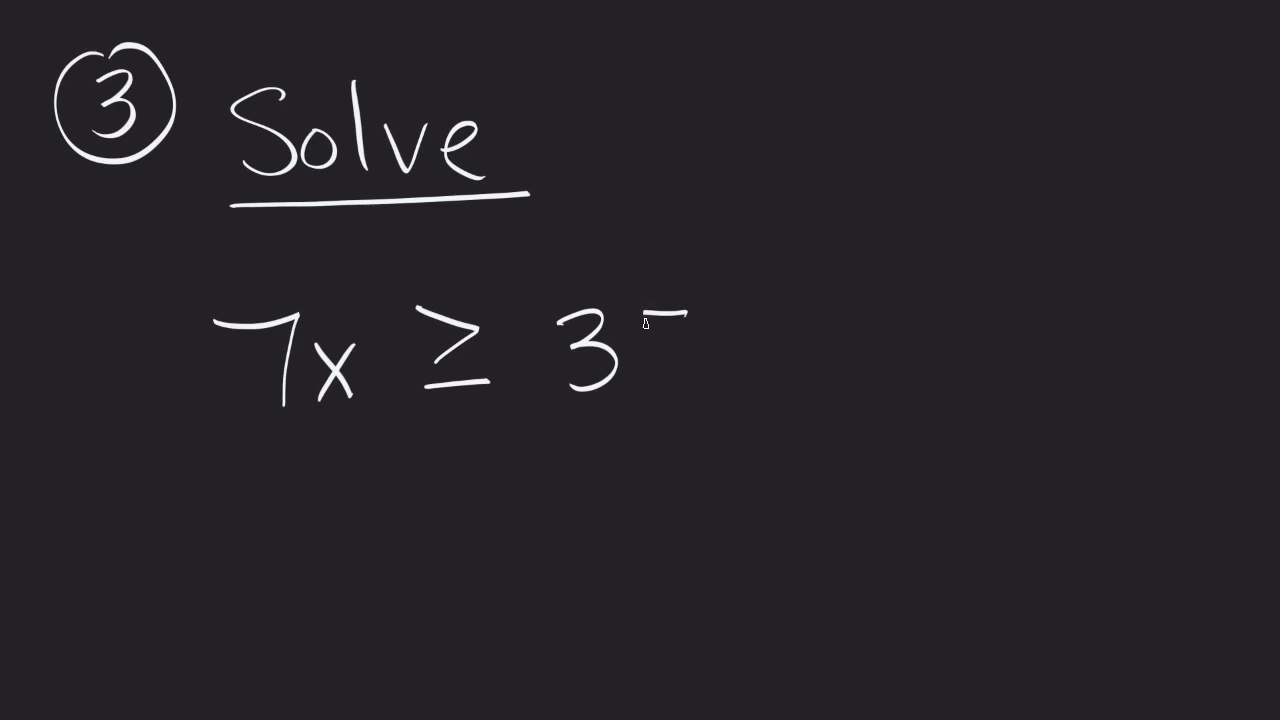 ③ Solve
7x ≥ 3